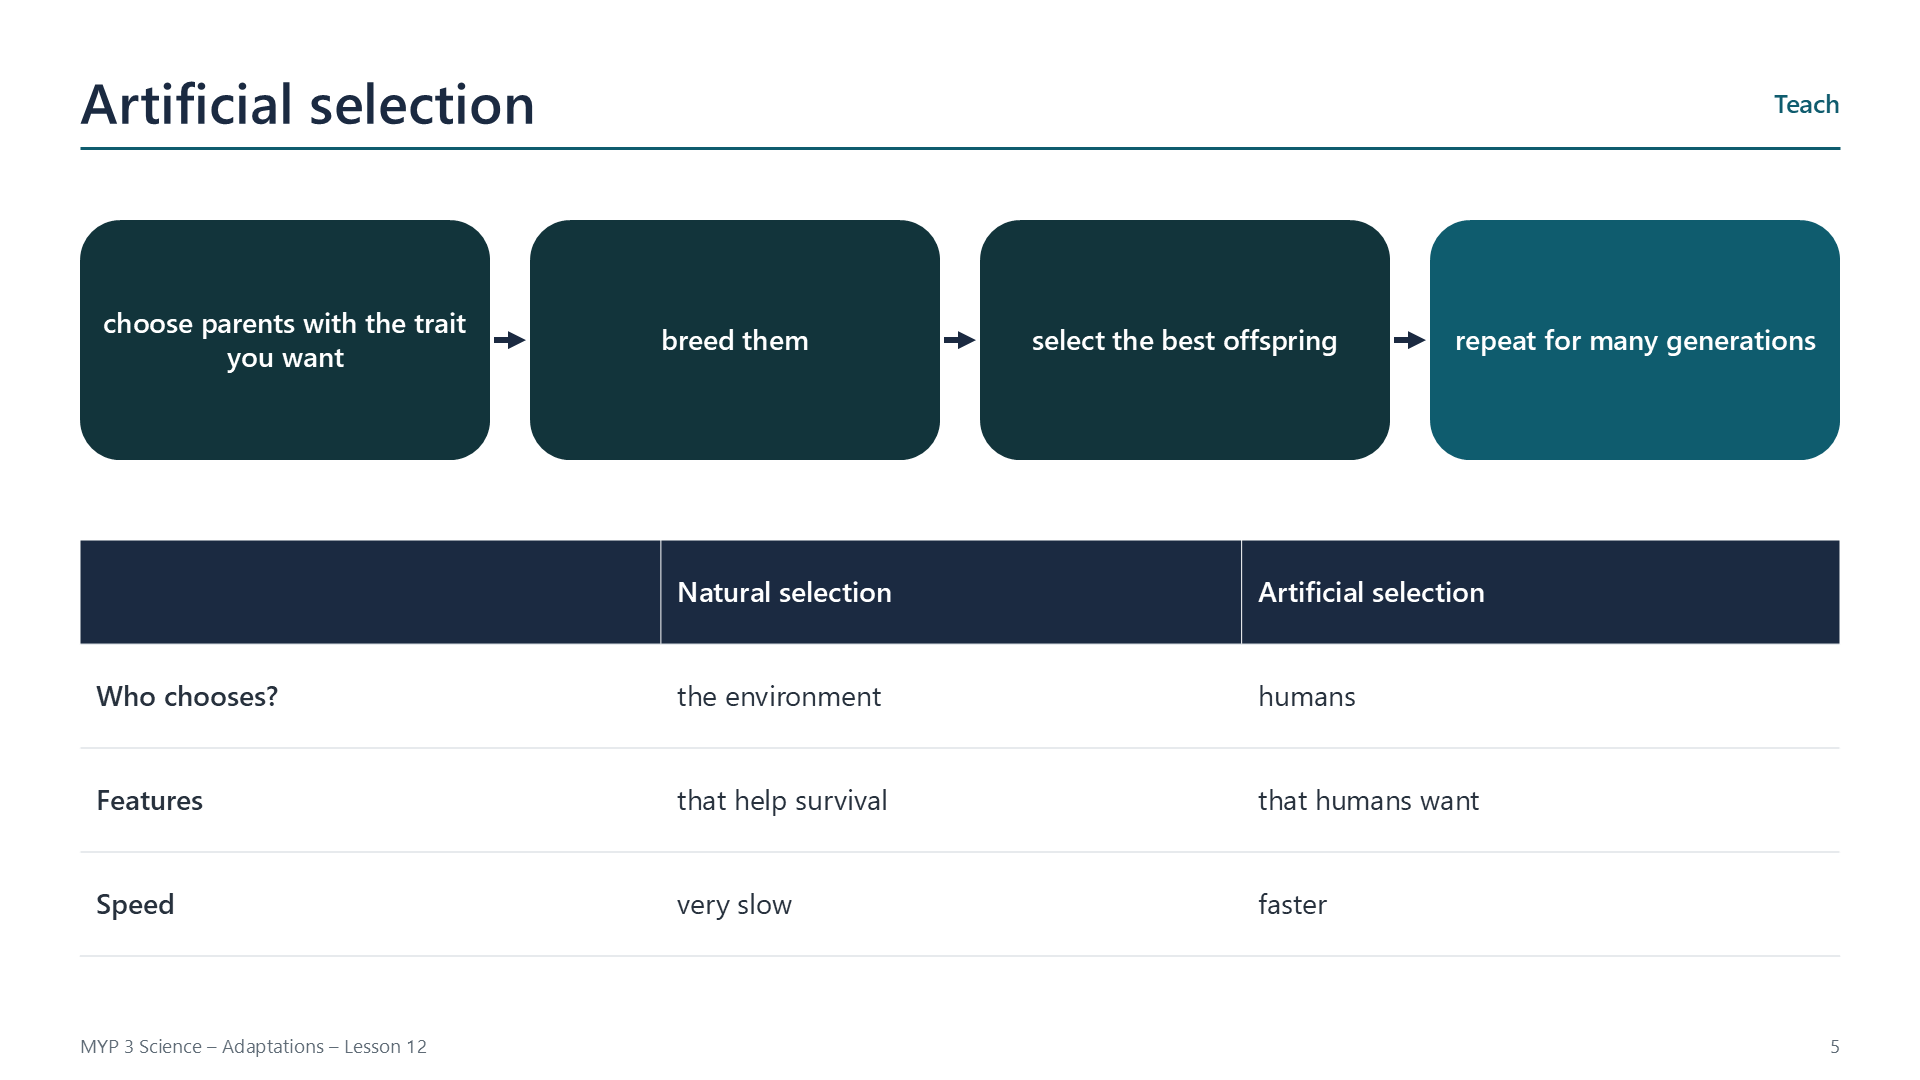 Artificial selection
Teach
choose parents with the trait
you want
breed them
select the best offspring
repeat for many generations
Natural selection
Artificial selection
Who chooses?
the environment
humans
Features
that help survival
that humans want
Speed
very slow
faster
MYP 3 Science – Adaptations – Lesson 12
5